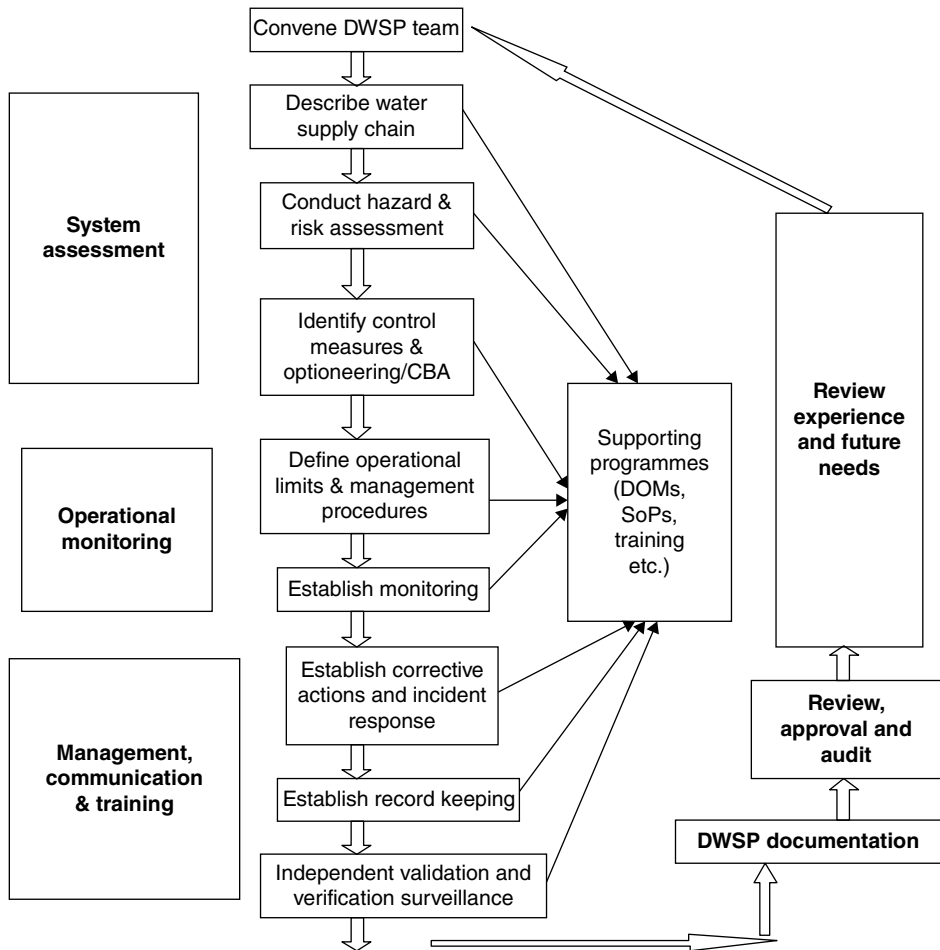 Convene DWSP team
Describe water
supply chain
Conduct hazard &
risk assessment
Identify control
measures &
optioneering/CBA
Define operational
limits & management
procedures
Establish monitoring
Establish corrective
actions and incident
response
Establish record keeping
Independent validation and
verification surveillance
System
assessment
Operational
monitoring
Management,
communication
& training
Supporting
programmes
(DOMs,
SoPs,
training
etc.)
Review
experience
and future
needs
Review,
approval and
audit
DWSP documentation